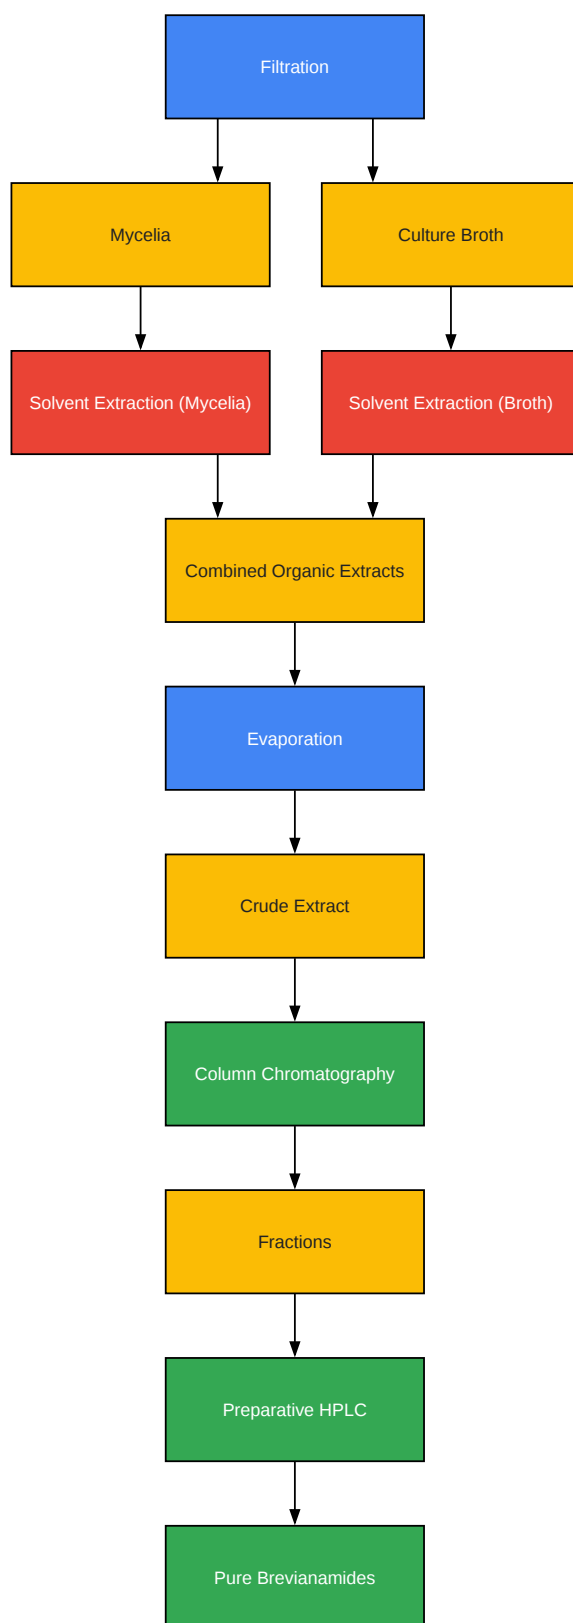 Filtration
Mycelia
Culture Broth
Solvent Extraction (Mycelia)
Solvent Extraction (Broth)
Combined Organic Extracts
Evaporation
Crude Extract
Column Chromatography
Fractions
Preparative HPLC
Pure Brevianamides